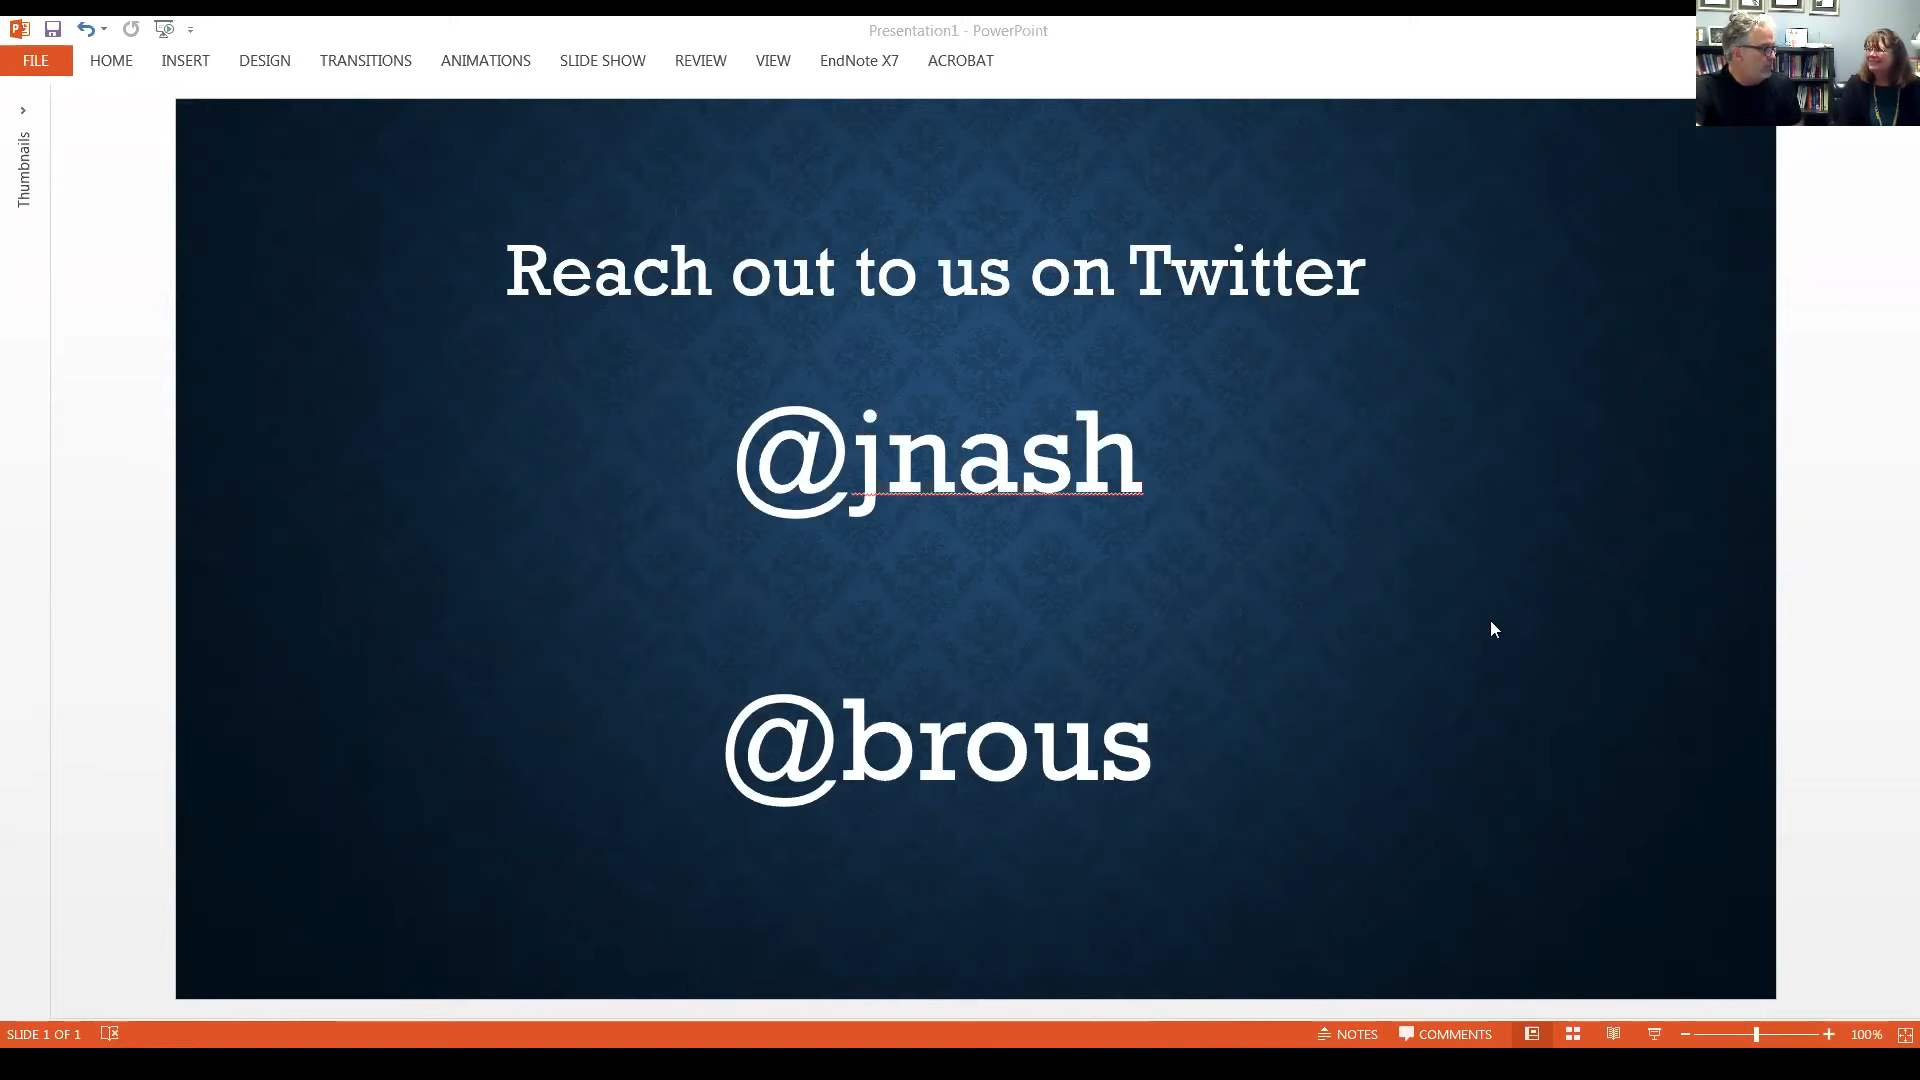 Presentation1 - PowerPoint
FILE HOME INSERT DESIGN TRANSITIONS ANIMATIONS SLIDE SHOW REVIEW VIEW EndNote X7 ACROBAT
Thumbnails
Reach out to us on Twitter
@jnash
@brous
SLIDE 1 OF 1 NOTES COMMENTS 100%